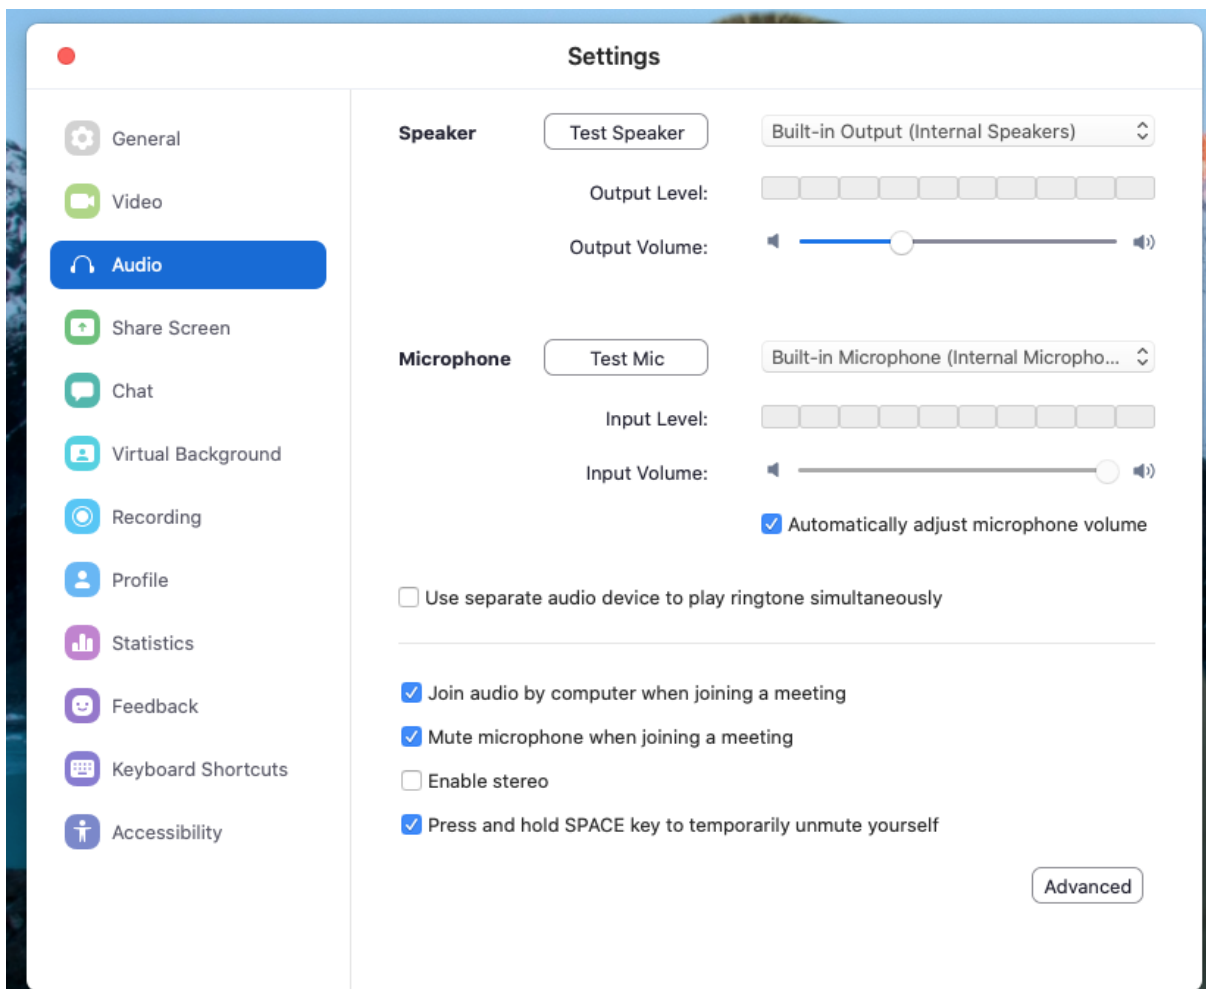 Settings
General
Video
Audio
Share Screen
Chat
Virtual Background
Recording
Profile
Statistics
Feedback
Keyboard Shortcuts
Accessibility
Speaker
Test Speaker
Built-in Output (Internal Speakers)
Output Level:
Output Volume:
Microphone
Test Mic
Built-in Microphone (Internal Micropho...
Input Level:
Input Volume:
Automatically adjust microphone volume
Use separate audio device to play ringtone simultaneously
Join audio by computer when joining a meeting
Mute microphone when joining a meeting
Enable stereo
Press and hold SPACE key to temporarily unmute yourself
Advanced